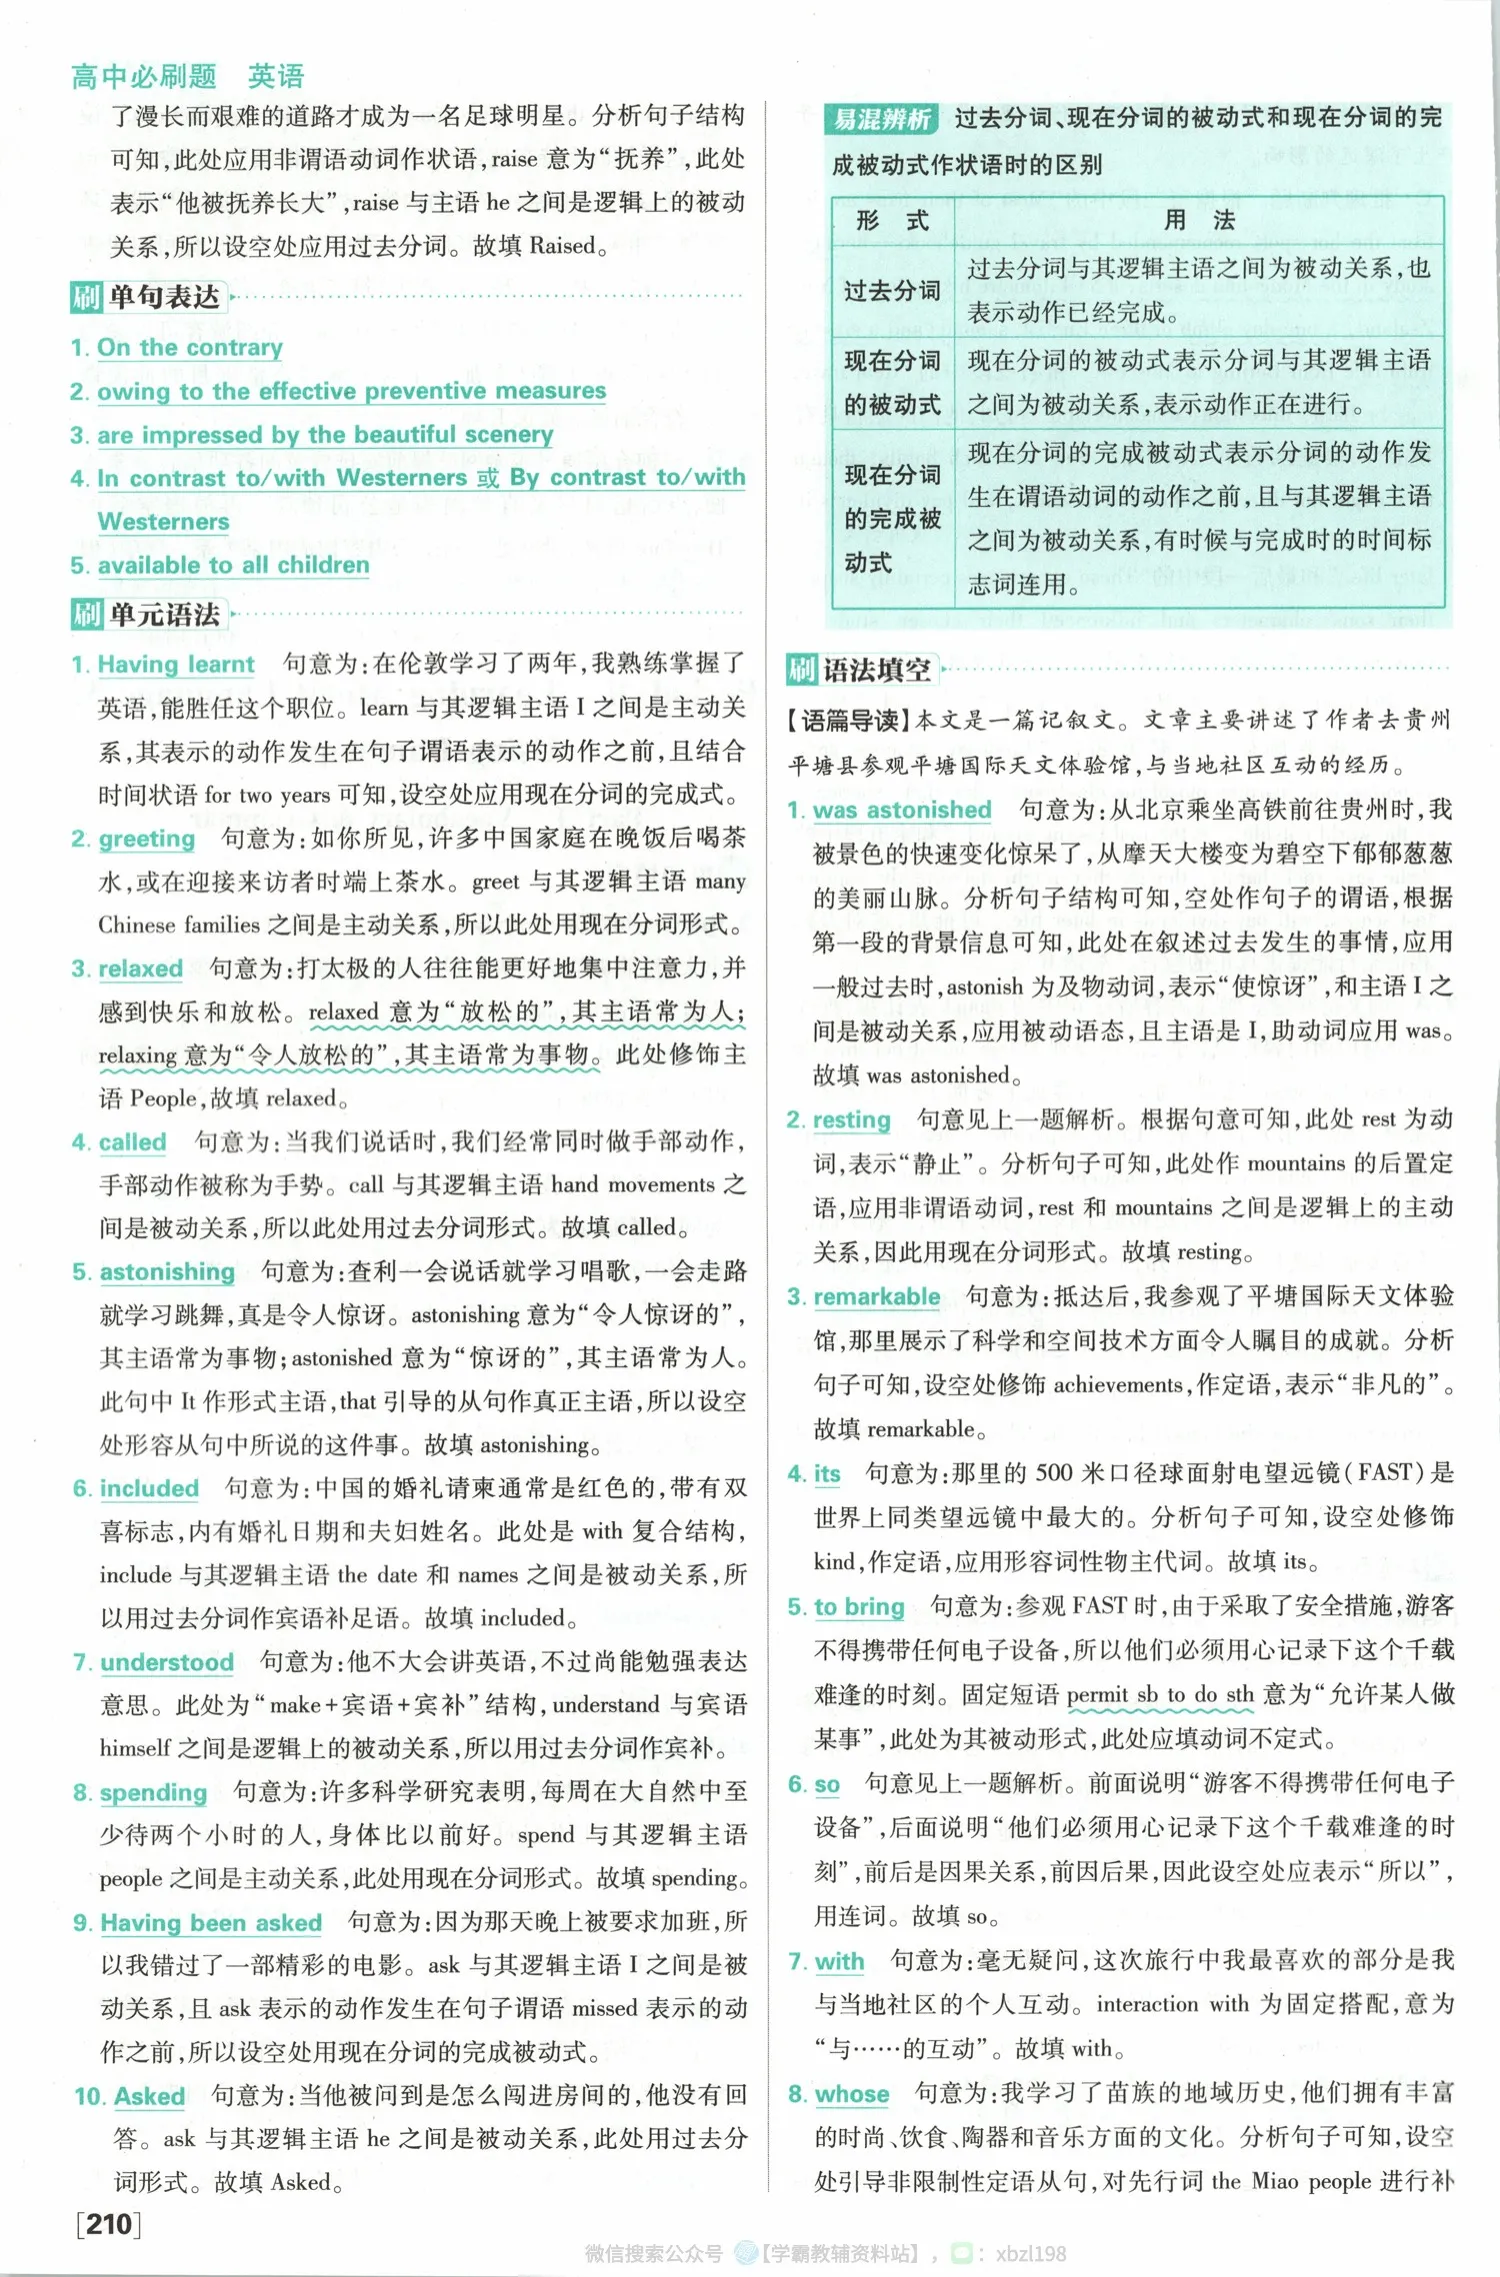 高中必刷题 英语
了漫长而艰难的道路才成为一名足球明星。分析句子结构
可知,此处应用非谓语动词作状语,raise 意为“抚养”,此处
表示“他被抚养长大”,raise 与主语 he 之间是逻辑上的被动
关系,所以设空处应用过去分词。故填 Raised。
刷 单句表达
1. On the contrary
2. owing to the effective preventive measures
3. are impressed by the beautiful scenery
4. In contrast to/with Westerners 或 By contrast to/with
Westerners
5. available to all children
刷 单元语法
1. Having learnt 句意为:在伦敦学习了两年,我熟练掌握了
英语,能胜任这个职位。learn 与其逻辑主语 I 之间是主动关
系,其表示的动作发生在句子谓语表示的动作之前,且结合
时间状语 for two years 可知,设空处应用现在分词的完成式。
2. greeting 句意为:如你所见,许多中国家庭在晚饭后喝茶
水,或在迎接来访者时端上茶水。greet 与其逻辑主语 many
Chinese families 之间是主动关系,所以此处用现在分词形式。
3. relaxed 句意为:打太极的人往往能更好地集中注意力,并
感到快乐和放松。relaxed 意为“放松的”,其主语常为人;
relaxing 意为“令人放松的”,其主语常为事物。此处修饰主
语 People,故填 relaxed。
4. called 句意为:当我们说话时,我们经常同时做手部动作,
手部动作被称为手势。call 与其逻辑主语 hand movements 之
间是被动关系,所以此处用过去分词形式。故填 called。
5. astonishing 句意为:查利一会说话就学习唱歌,一会走路
就学习跳舞,真是令人惊讶。astonishing 意为“令人惊讶的”,
其主语常为事物;astonished 意为“惊讶的”,其主语常为人。
此句中 It 作形式主语,that 引导的从句作真正主语,所以设空
处形容从句中所说的这件事。故填 astonishing。
6. included 句意为:中国的婚礼请柬通常是红色的,带有双
喜标志,内有婚礼日期和夫妇姓名。此处是 with 复合结构,
include 与其逻辑主语 the date 和 names 之间是被动关系,所
以用过去分词作宾语补足语。故填 included。
7. understood 句意为:他不大会讲英语,不过尚能勉强表达
意思。此处为“make+宾语+宾补”结构,understand 与宾语
himself 之间是逻辑上的被动关系,所以用过去分词作宾补。
8. spending 句意为:许多科学研究表明,每周在大自然中至
少待两个小时的人,身体比以前好。spend 与其逻辑主语
people 之间是主动关系,此处用现在分词形式。故填 spending。
9. Having been asked 句意为:因为那天晚上被要求加班,所
以我错过了一部精彩的电影。ask 与其逻辑主语 I 之间是被
动关系,且 ask 表示的动作发生在句子谓语 missed 表示的动
作之前,所以设空处用现在分词的完成被动式。
10. Asked 句意为:当他被问到是怎么闯进房间的,他没有回
答。ask 与其逻辑主语 he 之间是被动关系,此处用过去分
词形式。故填 Asked。
[210]
易混辨析 过去分词、现在分词的被动式和现在分词的完
成被动式作状语时的区别
形 式 用 法
过去分词 过去分词与其逻辑主语之间为被动关系,也
表示动作已经完成。
现在分词 现在分词的被动式表示分词与其逻辑主语
的被动式 之间为被动关系,表示动作正在进行。
现在分词的完成被动式表示分词的动作发
现在分词 生在谓语动词的动作之前,且与其逻辑主语
的完成被 之间为被动关系,有时候与完成时的时间标
动式 志词连用。
刷 语法填空
【语篇导读】本文是一篇记叙文。文章主要讲述了作者去贵州
平塘县参观平塘国际天文体验馆,与当地社区互动的经历。
1. was astonished 句意为:从北京乘坐高铁前往贵州时,我
被景色的快速变化惊呆了,从摩天大楼变为碧空下郁郁葱葱
的美丽山脉。分析句子结构可知,空处作句子的谓语,根据
第一段的背景信息可知,此处在叙述过去发生的事情,应用
一般过去时,astonish 为及物动词,表示“使惊讶”,和主语 I 之
间是被动关系,应用被动语态,且主语是 I,助动词应用 was。
故填 was astonished。
2. resting 句意见上一题解析。根据句意可知,此处 rest 为动
词,表示“静止”。分析句子可知,此处作 mountains 的后置定
语,应用非谓语动词,rest 和 mountains 之间是逻辑上的主动
关系,因此用现在分词形式。故填 resting。
3. remarkable 句意为:抵达后,我参观了平塘国际天文体验
馆,那里展示了科学和空间技术方面令人瞩目的成就。分析
句子可知,设空处修饰 achievements,作定语,表示“非凡的”。
故填 remarkable。
4. its 句意为:那里的 500 米口径球面射电望远镜(FAST)是
世界上同类望远镜中最大的。分析句子可知,设空处修饰
kind,作定语,应用形容词性物主代词。故填 its。
5. to bring 句意为:参观 FAST 时,由于采取了安全措施,游客
不得携带任何电子设备,所以他们必须用心记录下这个千载
难逢的时刻。固定短语 permit sb to do sth 意为“允许某人做
某事”,此处为其被动形式,此处应填动词不定式。
6. so 句意见上一题解析。前面说明“游客不得携带任何电子
设备”,后面说明“他们必须用心记录下这个千载难逢的时
刻”,前后是因果关系,前因后果,因此设空处应表示“所以”,
用连词。故填 so。
7. with 句意为:毫无疑问,这次旅行中我最喜欢的部分是我
与当地社区的个人互动。interaction with 为固定搭配,意为
“与……的互动”。故填 with。
8. whose 句意为:我学习了苗族的地域历史,他们拥有丰富
的时尚、饮食、陶器和音乐方面的文化。分析句子可知,设空
处引导非限制性定语从句,对先行词 the Miao people 进行补
微信搜索公众号【学霸教辅资料站】,:xbzl198